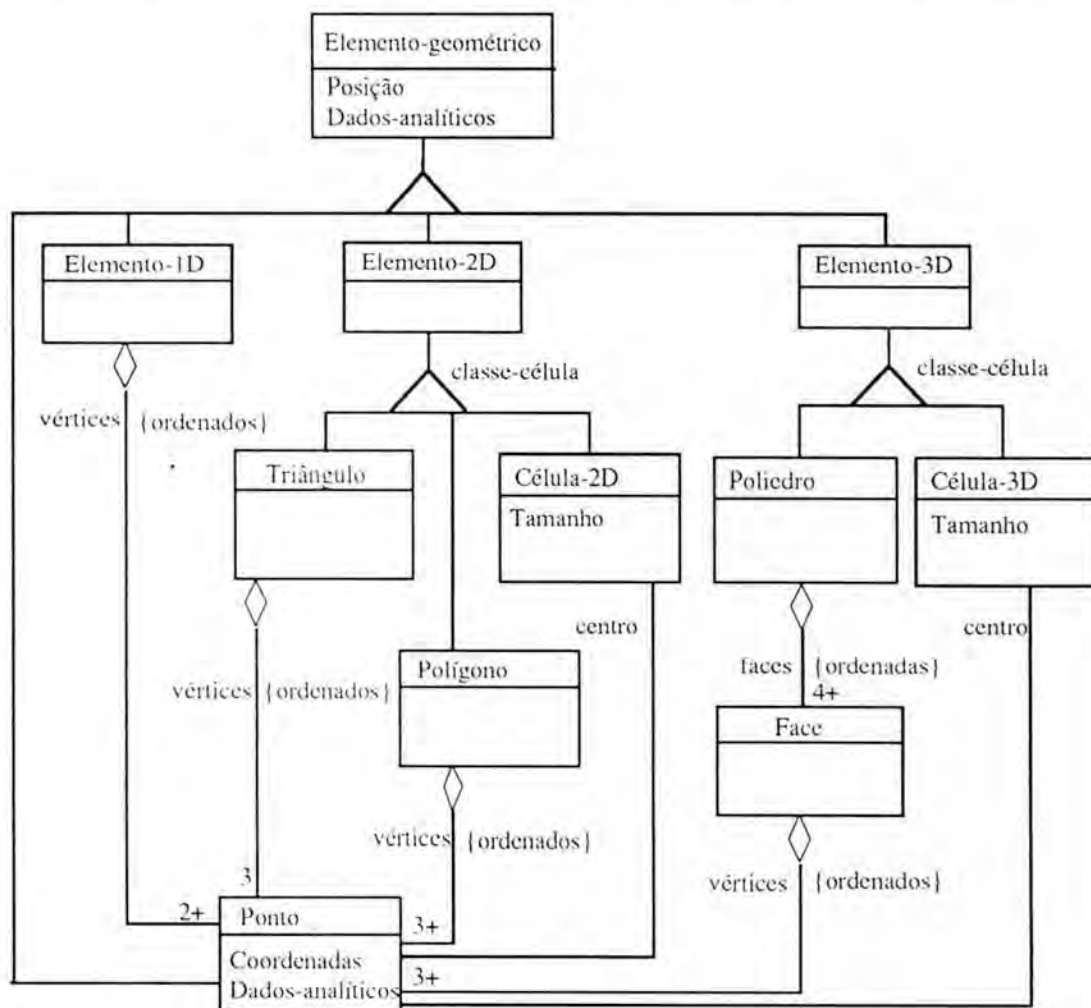 Elemento-geométrico
Posição
Dados-analíticos
Elemento-1D
Elemento-2D
Elemento-3D
classe-célula
classe-célula
vértices {ordenados}
Triângulo
Célula-2D
Tamanho
Poliedro
Célula-3D
Tamanho
centro
centro
faces {ordenadas}
4+
vértices {ordenados}
Polígono
Face
vértices {ordenados}
vértices {ordenados}
3
2+
Ponto
3+
Coordenadas
Dados-analíticos
3+